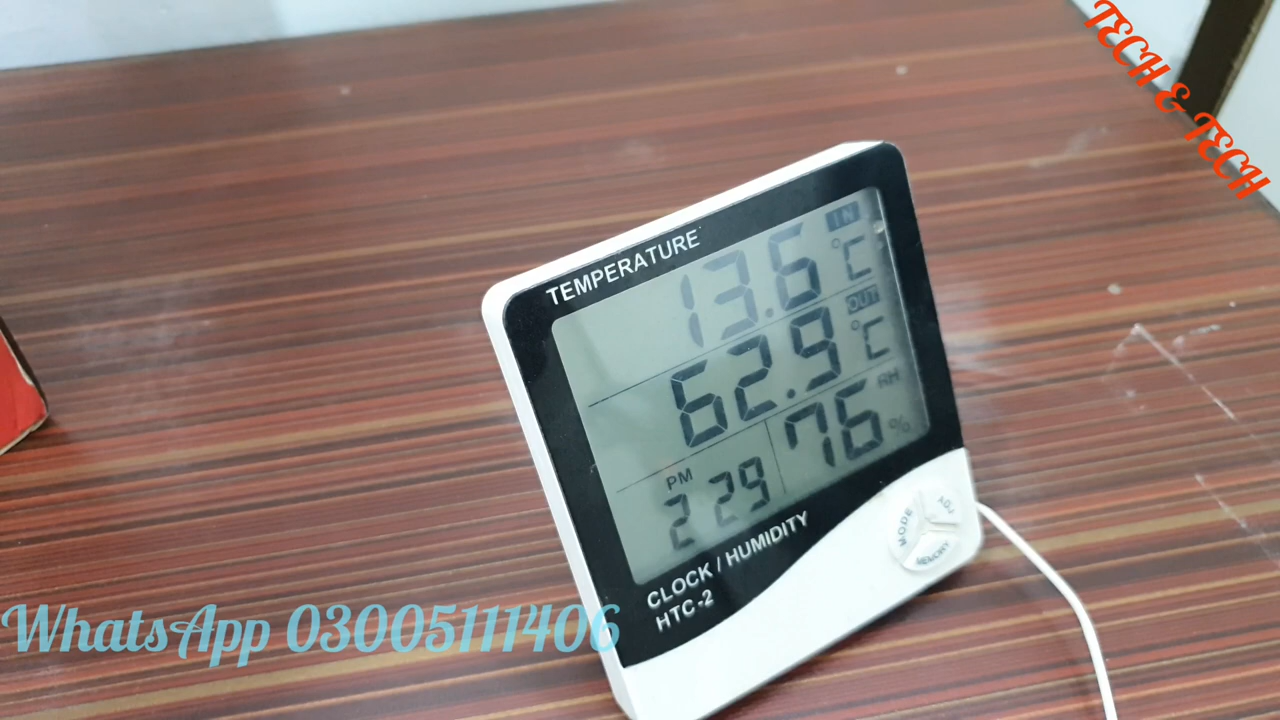 TECH & TECH
TEMPERATURE
IN
13.6 °C
OUT
62.9 °C
PM
2 29
RH
76 %
MODE
MEMORY
CLOCK / HUMIDITY
HTC-2
WhatsApp 03005111406